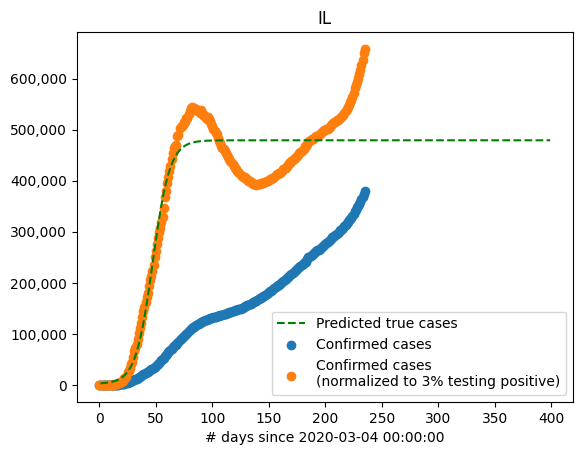 IL
600,000
500,000
400,000
300,000
200,000
100,000
0
Predicted true cases
Confirmed cases
Confirmed cases
(normalized to 3% testing positive)
0 50 100 150 200 250 300 350 400
# days since 2020-03-04 00:00:00